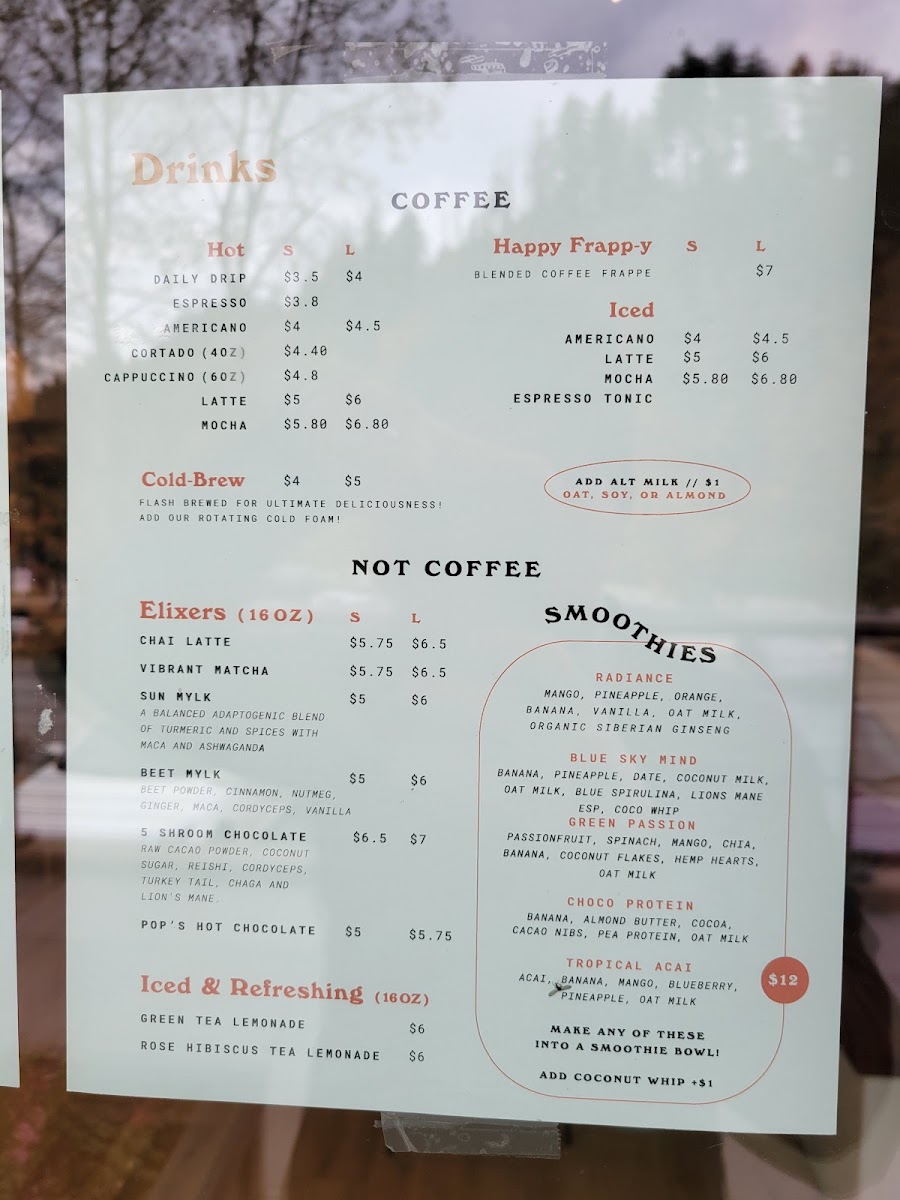 Drinks
COFFEE
Hot S L
DAILY DRIP $3.5 $4
ESPRESSO $3.8
AMERICANO $4 $4.5
CORTADO (4OZ) $4.40
CAPPUCCINO (6OZ) $4.8
LATTE $5 $6
MOCHA $5.80 $6.80
Cold-Brew $4 $5
FLASH BREWED FOR ULTIMATE DELICIOUSNESS!
ADD OUR ROTATING COLD FOAM!
Happy Frapp-y S L
BLENDED COFFEE FRAPPE $7
Iced
AMERICANO $4 $4.5
LATTE $5 $6
MOCHA $5.80 $6.80
ESPRESSO TONIC
ADD ALT MILK // $1
OAT, SOY, OR ALMOND
NOT COFFEE
Elixers (16OZ) S L
CHAI LATTE $5.75 $6.5
VIBRANT MATCHA $5.75 $6.5
SUN MYLK $5 $6
A BALANCED ADAPTOGENIC BLEND
OF TURMERIC AND SPICES WITH
MACA AND ASHWAGANDA
BEET MYLK $5 $6
BEET POWDER, CINNAMON, NUTMEG,
GINGER, MACA, CORDYCEPS, VANILLA
5 SHROOM CHOCOLATE $6.5 $7
RAW CACAO POWDER, COCONUT
SUGAR, REISHI, CORDYCEPS,
TURKEY TAIL, CHAGA AND
LION'S MANE.
POP'S HOT CHOCOLATE $5 $5.75
Iced & Refreshing (16OZ)
GREEN TEA LEMONADE $6
ROSE HIBISCUS TEA LEMONADE $6
SMOOTHIES
RADIANCE
MANGO, PINEAPPLE, ORANGE,
BANANA, VANILLA, OAT MILK,
ORGANIC SIBERIAN GINSENG
BLUE SKY MIND
BANANA, PINEAPPLE, DATE, COCONUT MILK,
OAT MILK, BLUE SPIRULINA, LIONS MANE
ESP, COCO WHIP
GREEN PASSION
PASSIONFRUIT, SPINACH, MANGO, CHIA,
BANANA, COCONUT FLAKES, HEMP HEARTS,
OAT MILK
CHOCO PROTEIN
BANANA, ALMOND BUTTER, COCOA,
CACAO NIBS, PEA PROTEIN, OAT MILK
TROPICAL ACAI
ACAI, BANANA, MANGO, BLUEBERRY,
PINEAPPLE, OAT MILK
$12
MAKE ANY OF THESE
INTO A SMOOTHIE BOWL!
ADD COCONUT WHIP +$1